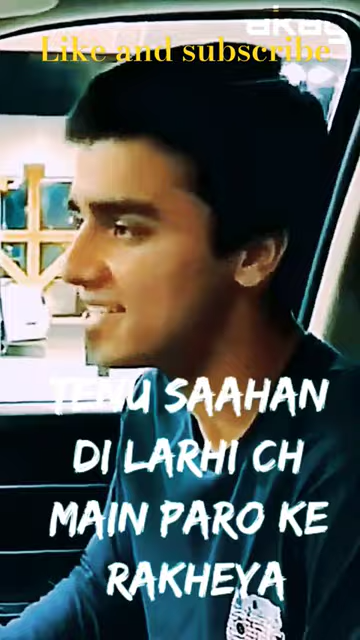 Like and subscribe
TENU SAAHAN
DI LARHI CH
MAIN PARO KE
RAKHEYA